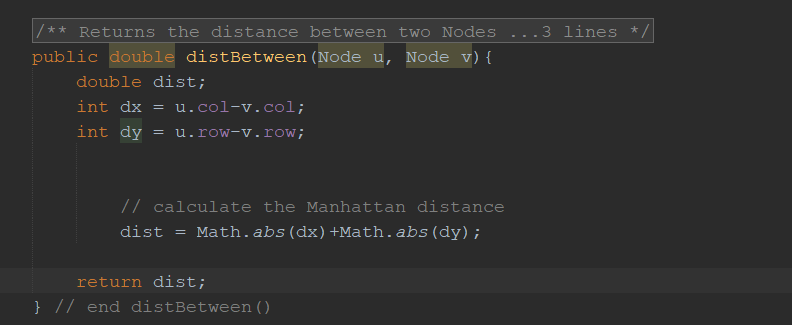 /** Returns the distance between two Nodes ...3 lines */
public double distBetween(Node u, Node v){
double dist;
int dx = u.col-v.col;
int dy = u.row-v.row;
// calculate the Manhattan distance
dist = Math.abs(dx)+Math.abs(dy);
return dist;
} // end distBetween()